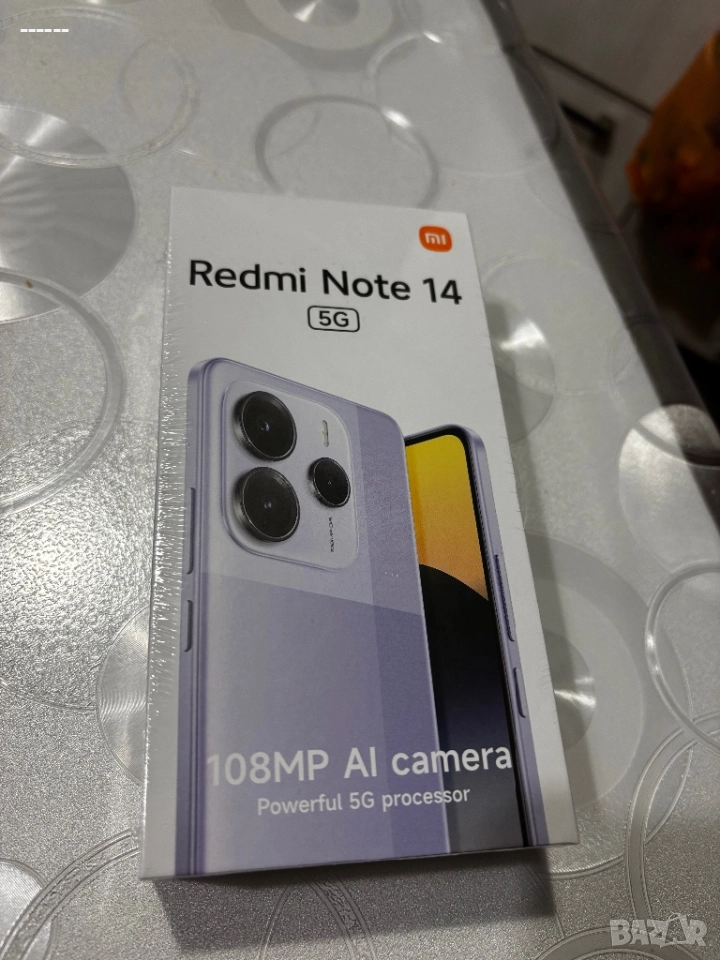 ------
mi
Redmi Note 14
5G
108MP AI camera
Powerful 5G processor
BAZAR